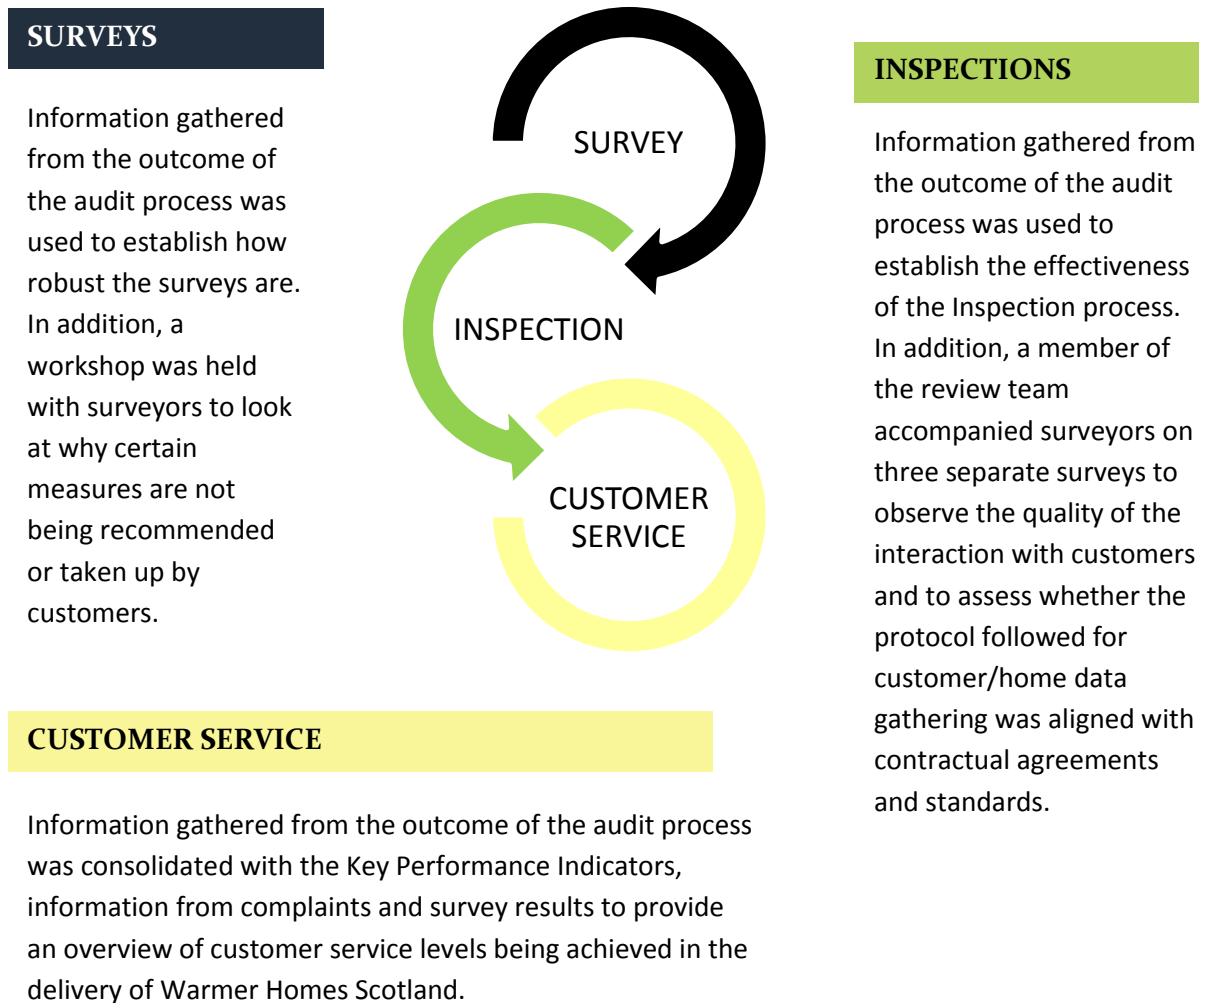 SURVEYS
Information gathered
from the outcome of
the audit process was
used to establish how
robust the surveys are.
In addition, a
workshop was held
with surveyors to look
at why certain
measures are not
being recommended
or taken up by
customers.
SURVEY
INSPECTION
CUSTOMER
SERVICE
INSPECTIONS
Information gathered from
the outcome of the audit
process was used to
establish the effectiveness
of the Inspection process.
In addition, a member of
the review team
accompanied surveyors on
three separate surveys to
observe the quality of the
interaction with customers
and to assess whether the
protocol followed for
customer/home data
gathering was aligned with
contractual agreements
and standards.
CUSTOMER SERVICE
Information gathered from the outcome of the audit process
was consolidated with the Key Performance Indicators,
information from complaints and survey results to provide
an overview of customer service levels being achieved in the
delivery of Warmer Homes Scotland.